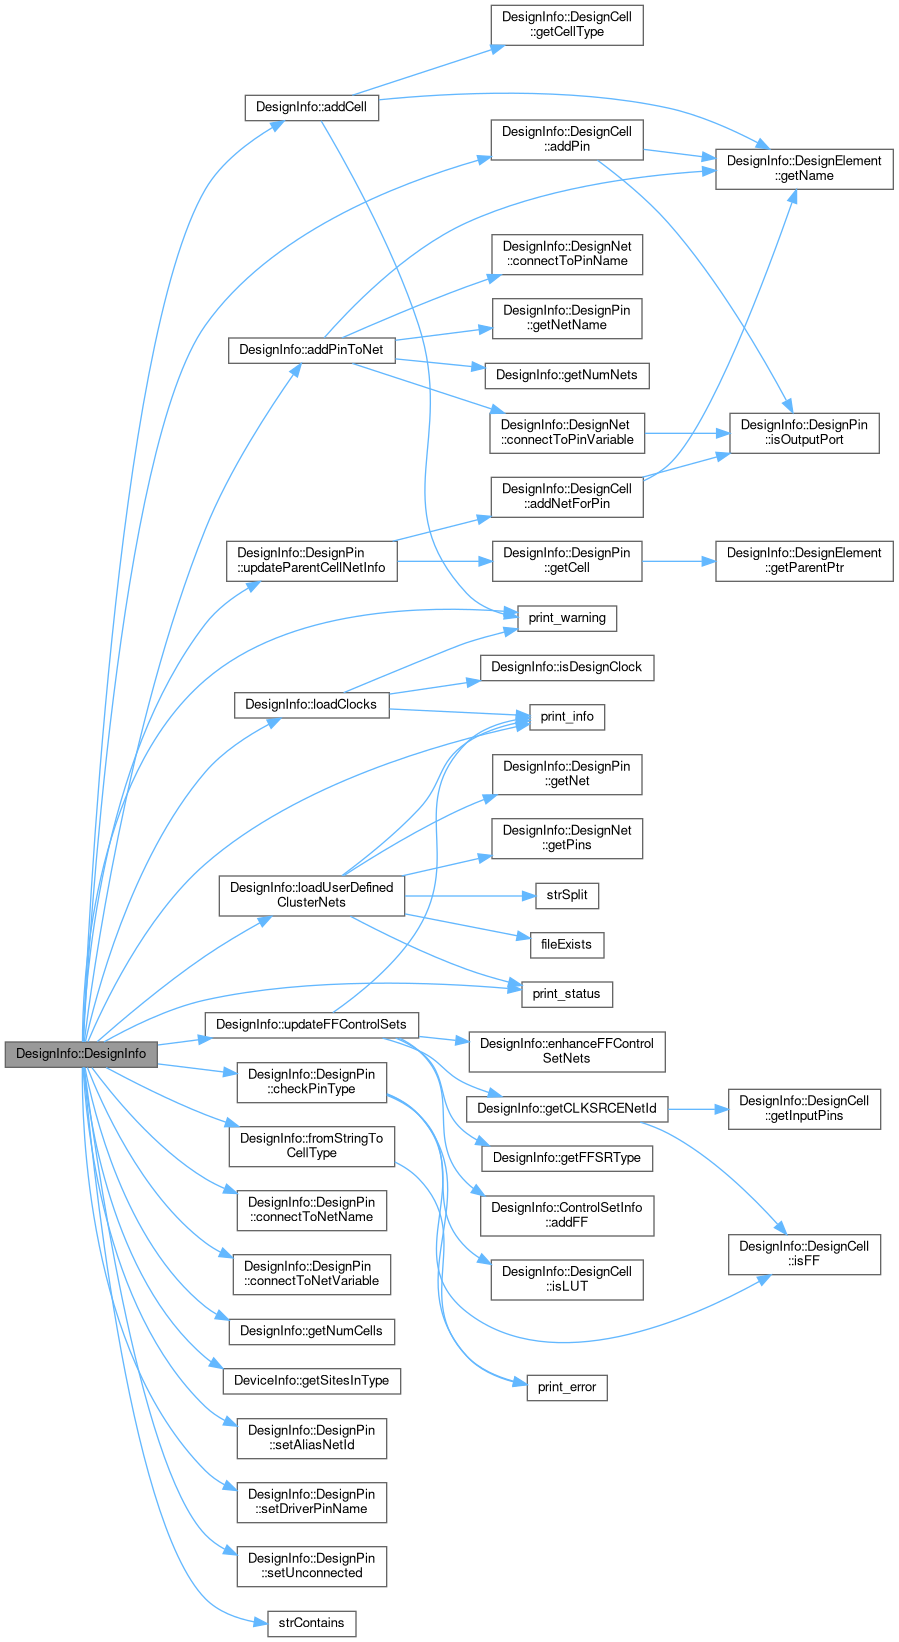 DesignInfo::DesignCell
::getCellType
DesignInfo::addCell
DesignInfo::DesignCell
::addPin
DesignInfo::DesignElement
::getName
DesignInfo::DesignNet
::connectToPinName
DesignInfo::DesignPin
::getNetName
DesignInfo::addPinToNet
DesignInfo::getNumNets
DesignInfo::DesignNet
::connectToPinVariable
DesignInfo::DesignPin
::isOutputPort
DesignInfo::DesignCell
::addNetForPin
DesignInfo::DesignPin
::updateParentCellNetInfo
DesignInfo::DesignPin
::getCell
DesignInfo::DesignElement
::getParentPtr
print_warning
DesignInfo::isDesignClock
DesignInfo::loadClocks
print_info
DesignInfo::DesignPin
::getNet
DesignInfo::DesignNet
::getPins
DesignInfo::loadUserDefined
ClusterNets
strSplit
fileExists
print_status
DesignInfo::updateFFControlSets
DesignInfo::enhanceFFControl
SetNets
DesignInfo::DesignInfo
DesignInfo::DesignPin
::checkPinType
DesignInfo::getCLKSRCENetId
DesignInfo::DesignCell
::getInputPins
DesignInfo::fromStringTo
CellType
DesignInfo::getFFSRType
DesignInfo::DesignPin
::connectToNetName
DesignInfo::ControlSetInfo
::addFF
DesignInfo::DesignPin
::connectToNetVariable
DesignInfo::DesignCell
::isLUT
DesignInfo::DesignCell
::isFF
DesignInfo::getNumCells
DeviceInfo::getSitesInType
print_error
DesignInfo::DesignPin
::setAliasNetId
DesignInfo::DesignPin
::setDriverPinName
DesignInfo::DesignPin
::setUnconnected
strContains